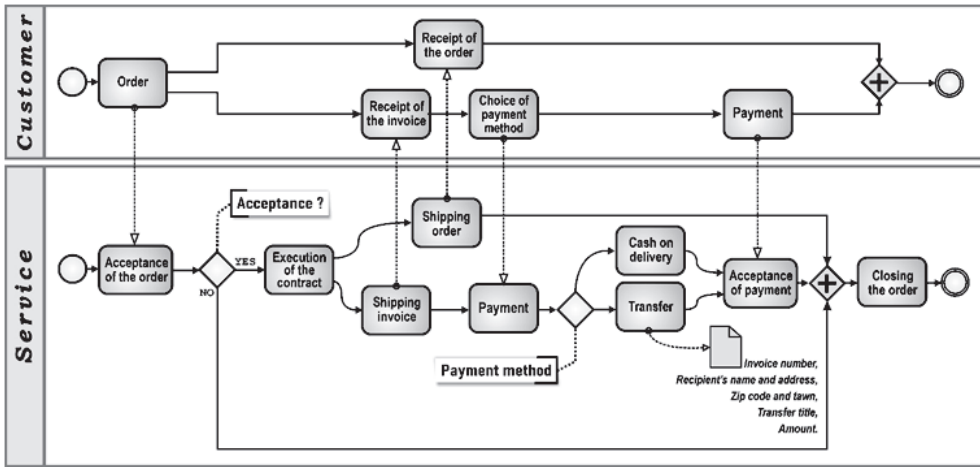 Customer
Receipt of
the order
Order
Receipt of
the invoice
Choice of
payment
method
Payment
Service
Acceptance ?
Shipping
order
Acceptance
of the order
YES
NO
Execution
of the
contract
Cash on
delivery
Acceptance
of payment
Closing
the order
Shipping
invoice
Payment
Transfer
Payment method
Invoice number,
Recipient's name and address,
Zip code and tawn,
Transfer title,
Amount.